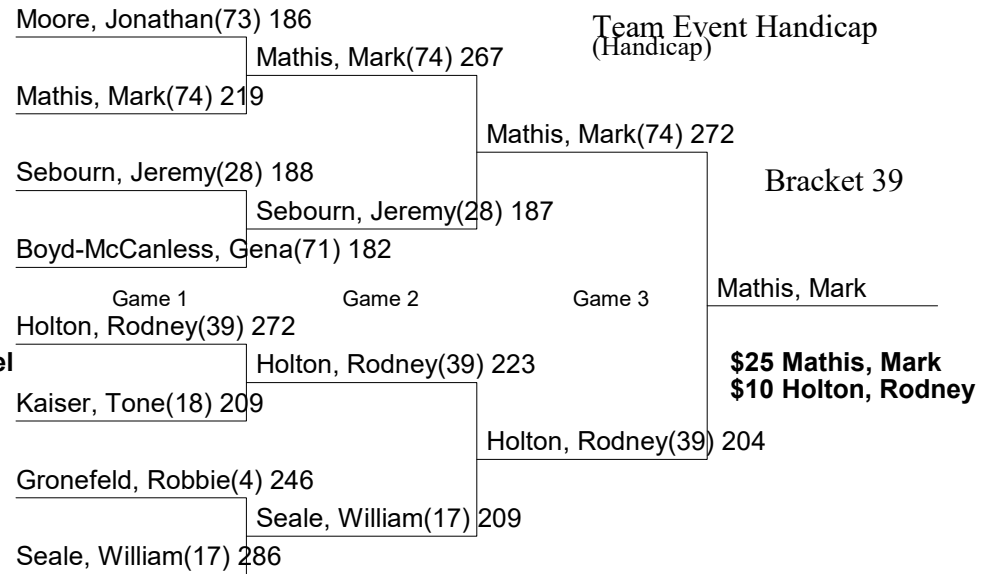 Moore, Jonathan(73) 186
Team Event Handicap
(Handicap)
Mathis, Mark(74) 267
Mathis, Mark(74) 219
Mathis, Mark(74) 272
Sebourn, Jeremy(28) 188
Bracket 39
Sebourn, Jeremy(28) 187
Boyd-McCanless, Gena(71) 182
Mathis, Mark
Game 1 Game 2 Game 3
Holton, Rodney(39) 272
el
Holton, Rodney(39) 223
$25 Mathis, Mark
$10 Holton, Rodney
Kaiser, Tone(18) 209
Holton, Rodney(39) 204
Gronefeld, Robbie(4) 246
Seale, William(17) 209
Seale, William(17) 286